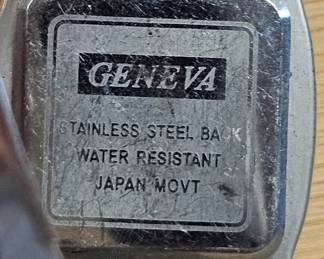 GENEVA
STAINLESS STEEL BACK
WATER RESISTANT
JAPAN MOVT